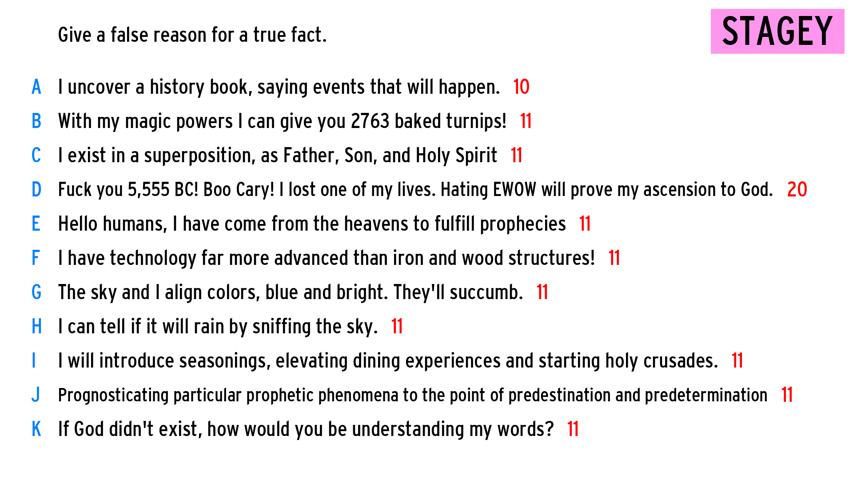 Give a false reason for a true fact.
STAGEY
A I uncover a history book, saying events that will happen. 10
B With my magic powers I can give you 2763 baked turnips! 11
C I exist in a superposition, as Father, Son, and Holy Spirit 11
D Fuck you 5,555 BC! Boo Cary! I lost one of my lives. Hating EWOW will prove my ascension to God. 20
E Hello humans, I have come from the heavens to fulfill prophecies 11
F I have technology far more advanced than iron and wood structures! 11
G The sky and I align colors, blue and bright. They'll succumb. 11
H I can tell if it will rain by sniffing the sky. 11
I I will introduce seasonings, elevating dining experiences and starting holy crusades. 11
J Prognosticating particular prophetic phenomena to the point of predestination and predetermination 11
K If God didn't exist, how would you be understanding my words? 11